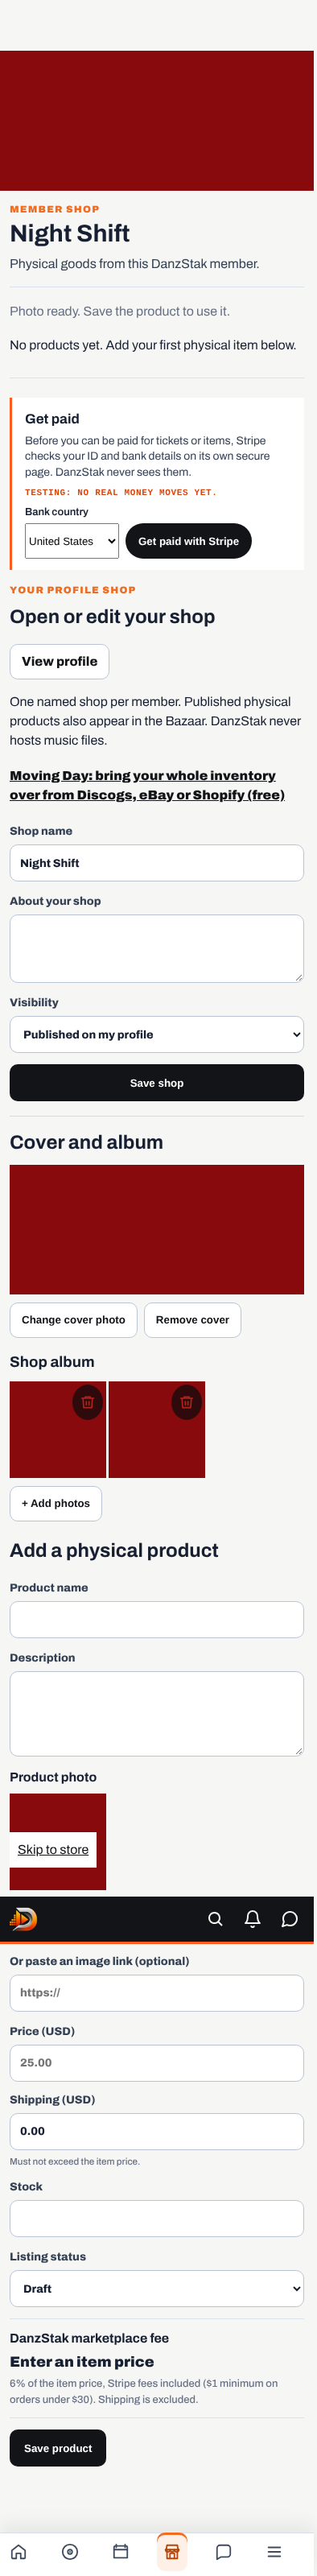 MEMBER SHOP
Night Shift
Physical goods from this DanzStak member.
Photo ready. Save the product to use it.
No products yet. Add your first physical item below.
Get paid
Before you can be paid for tickets or items, Stripe
checks your ID and bank details on its own secure
page. DanzStak never sees them.
TESTING: NO REAL MONEY MOVES YET.
Bank country
United States
Get paid with Stripe
YOUR PROFILE SHOP
Open or edit your shop
View profile
One named shop per member. Published physical
products also appear in the Bazaar. DanzStak never
hosts music files.
Moving Day: bring your whole inventory
over from Discogs, eBay or Shopify (free)
Shop name
Night Shift
About your shop
Visibility
Published on my profile
Save shop
Cover and album
Change cover photo
Remove cover
Shop album
+ Add photos
Add a physical product
Product name
Description
Product photo
Skip to store
Or paste an image link (optional)
https://
Price (USD)
25.00
Shipping (USD)
0.00
Must not exceed the item price.
Stock
Listing status
Draft
DanzStak marketplace fee
Enter an item price
6% of the item price, Stripe fees included ($1 minimum on
orders under $30). Shipping is excluded.
Save product